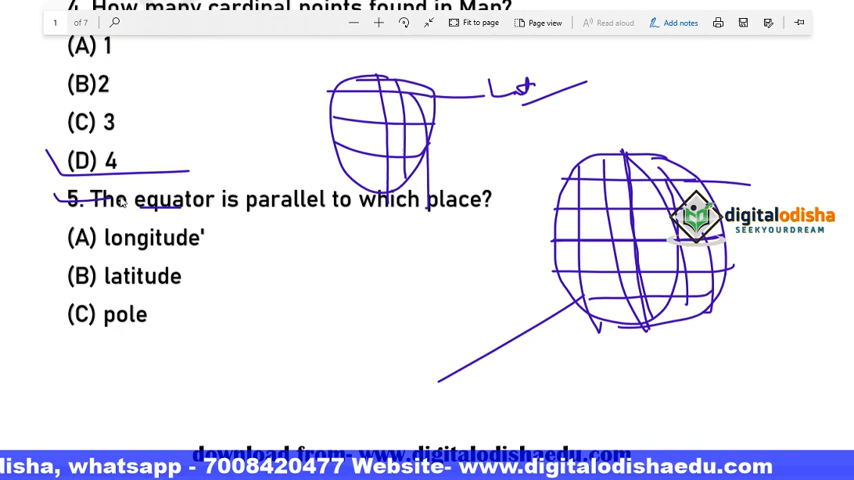 4. How many cardinal points found in Map?
1 of 7
Fit to page
Page view
Read aloud
Add notes
(A) 1
(B)2
(C) 3
(D) 4
Lat
5. The equator is parallel to which place?
(A) longitude'
(B) latitude
(C) pole
digitalodisha
SEEKYOURDREAM
download from- www.digitalodishaedu.com
disha, whatsapp - 7008420477 Website- www.digitalodishaedu.com